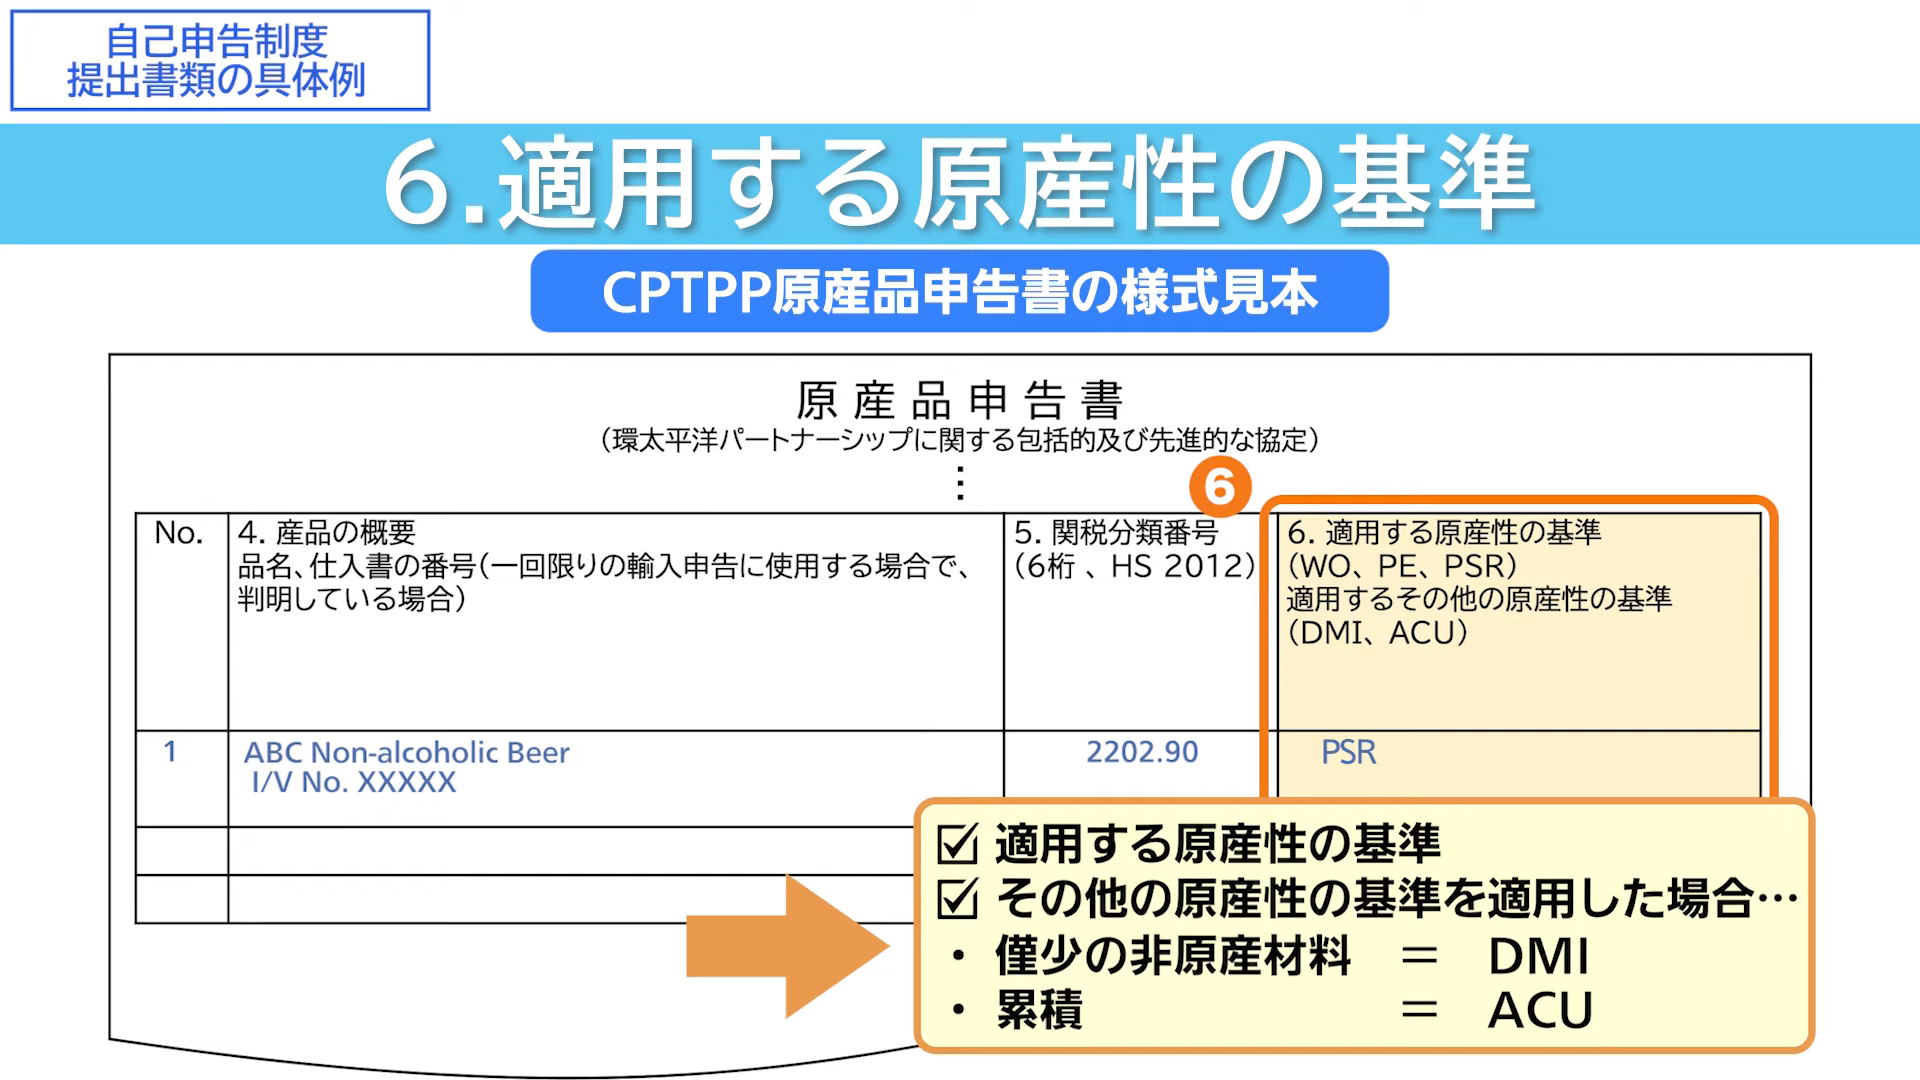 自己申告制度
提出書類の具体例
6.適用する原産性の基準
CPTPP原産品申告書の様式見本
原産品申告書
（環太平洋パートナーシップに関する包括的及び先進的な協定）
⋮
6
No.
4. 産品の概要
品名、仕入書の番号（一回限りの輸入申告に使用する場合で、
判明している場合）
5. 関税分類番号
（6桁 、HS 2012）
6. 適用する原産性の基準
（WO、PE、PSR）
適用するその他の原産性の基準
（DMI、ACU）
1
ABC Non-alcoholic Beer
I/V No. XXXXX
2202.90
PSR
☑ 適用する原産性の基準
☑ その他の原産性の基準を適用した場合…
・ 僅少の非原産材料 ＝ DMI
・ 累積 ＝ ACU